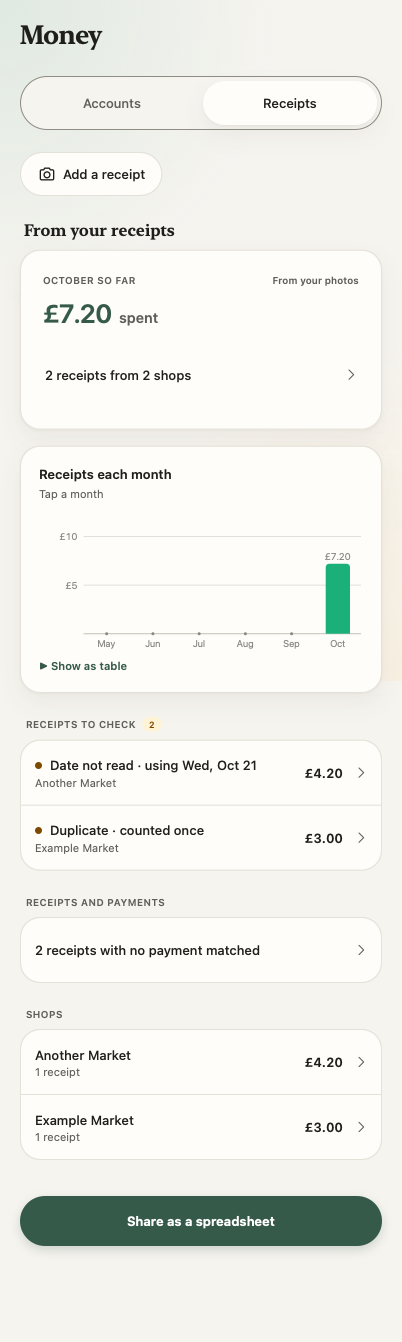 Money
Accounts
Receipts
Add a receipt
From your receipts
OCTOBER SO FAR
From your photos
£7.20 spent
2 receipts from 2 shops
Receipts each month
Tap a month
£10
£7.20
£5
May Jun Jul Aug Sep Oct
Show as table
RECEIPTS TO CHECK 2
Date not read · using Wed, Oct 21
Another Market
£4.20
Duplicate · counted once
Example Market
£3.00
RECEIPTS AND PAYMENTS
2 receipts with no payment matched
SHOPS
Another Market
1 receipt
£4.20
Example Market
1 receipt
£3.00
Share as a spreadsheet